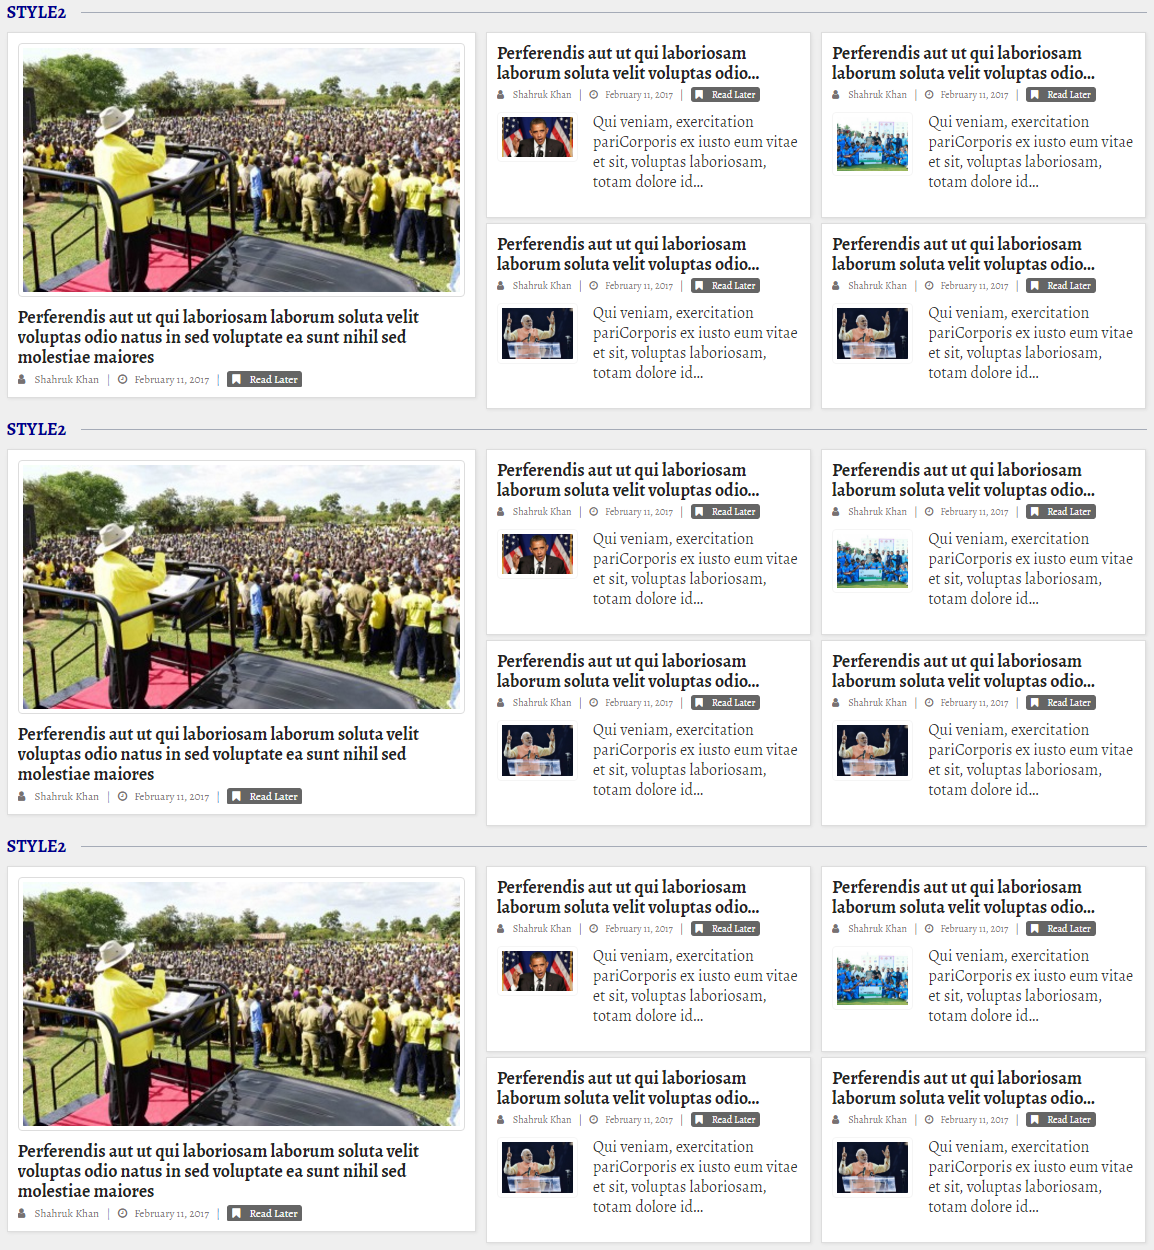 STYLE2
Perferendis aut ut qui laboriosam laborum soluta velit
voluptas odio natus in sed voluptate ea sunt nihil sed
molestiae maiores
Shahruk Khan | February 11, 2017 | Read Later
Perferendis aut ut qui laboriosam
laborum soluta velit voluptas odio...
Shahruk Khan | February 11, 2017 | Read Later
Qui veniam, exercitation
pariCorporis ex iusto eum vitae
et sit, voluptas laboriosam,
totam dolore id...
Perferendis aut ut qui laboriosam
laborum soluta velit voluptas odio...
Shahruk Khan | February 11, 2017 | Read Later
Qui veniam, exercitation
pariCorporis ex iusto eum vitae
et sit, voluptas laboriosam,
totam dolore id...
Perferendis aut ut qui laboriosam
laborum soluta velit voluptas odio...
Shahruk Khan | February 11, 2017 | Read Later
Qui veniam, exercitation
pariCorporis ex iusto eum vitae
et sit, voluptas laboriosam,
totam dolore id...
Perferendis aut ut qui laboriosam
laborum soluta velit voluptas odio...
Shahruk Khan | February 11, 2017 | Read Later
Qui veniam, exercitation
pariCorporis ex iusto eum vitae
et sit, voluptas laboriosam,
totam dolore id...
STYLE2
Perferendis aut ut qui laboriosam laborum soluta velit
voluptas odio natus in sed voluptate ea sunt nihil sed
molestiae maiores
Shahruk Khan | February 11, 2017 | Read Later
Perferendis aut ut qui laboriosam
laborum soluta velit voluptas odio...
Shahruk Khan | February 11, 2017 | Read Later
Qui veniam, exercitation
pariCorporis ex iusto eum vitae
et sit, voluptas laboriosam,
totam dolore id...
Perferendis aut ut qui laboriosam
laborum soluta velit voluptas odio...
Shahruk Khan | February 11, 2017 | Read Later
Qui veniam, exercitation
pariCorporis ex iusto eum vitae
et sit, voluptas laboriosam,
totam dolore id...
Perferendis aut ut qui laboriosam
laborum soluta velit voluptas odio...
Shahruk Khan | February 11, 2017 | Read Later
Qui veniam, exercitation
pariCorporis ex iusto eum vitae
et sit, voluptas laboriosam,
totam dolore id...
Perferendis aut ut qui laboriosam
laborum soluta velit voluptas odio...
Shahruk Khan | February 11, 2017 | Read Later
Qui veniam, exercitation
pariCorporis ex iusto eum vitae
et sit, voluptas laboriosam,
totam dolore id...
STYLE2
Perferendis aut ut qui laboriosam laborum soluta velit
voluptas odio natus in sed voluptate ea sunt nihil sed
molestiae maiores
Shahruk Khan | February 11, 2017 | Read Later
Perferendis aut ut qui laboriosam
laborum soluta velit voluptas odio...
Shahruk Khan | February 11, 2017 | Read Later
Qui veniam, exercitation
pariCorporis ex iusto eum vitae
et sit, voluptas laboriosam,
totam dolore id...
Perferendis aut ut qui laboriosam
laborum soluta velit voluptas odio...
Shahruk Khan | February 11, 2017 | Read Later
Qui veniam, exercitation
pariCorporis ex iusto eum vitae
et sit, voluptas laboriosam,
totam dolore id...
Perferendis aut ut qui laboriosam
laborum soluta velit voluptas odio...
Shahruk Khan | February 11, 2017 | Read Later
Qui veniam, exercitation
pariCorporis ex iusto eum vitae
et sit, voluptas laboriosam,
totam dolore id...
Perferendis aut ut qui laboriosam
laborum soluta velit voluptas odio...
Shahruk Khan | February 11, 2017 | Read Later
Qui veniam, exercitation
pariCorporis ex iusto eum vitae
et sit, voluptas laboriosam,
totam dolore id...